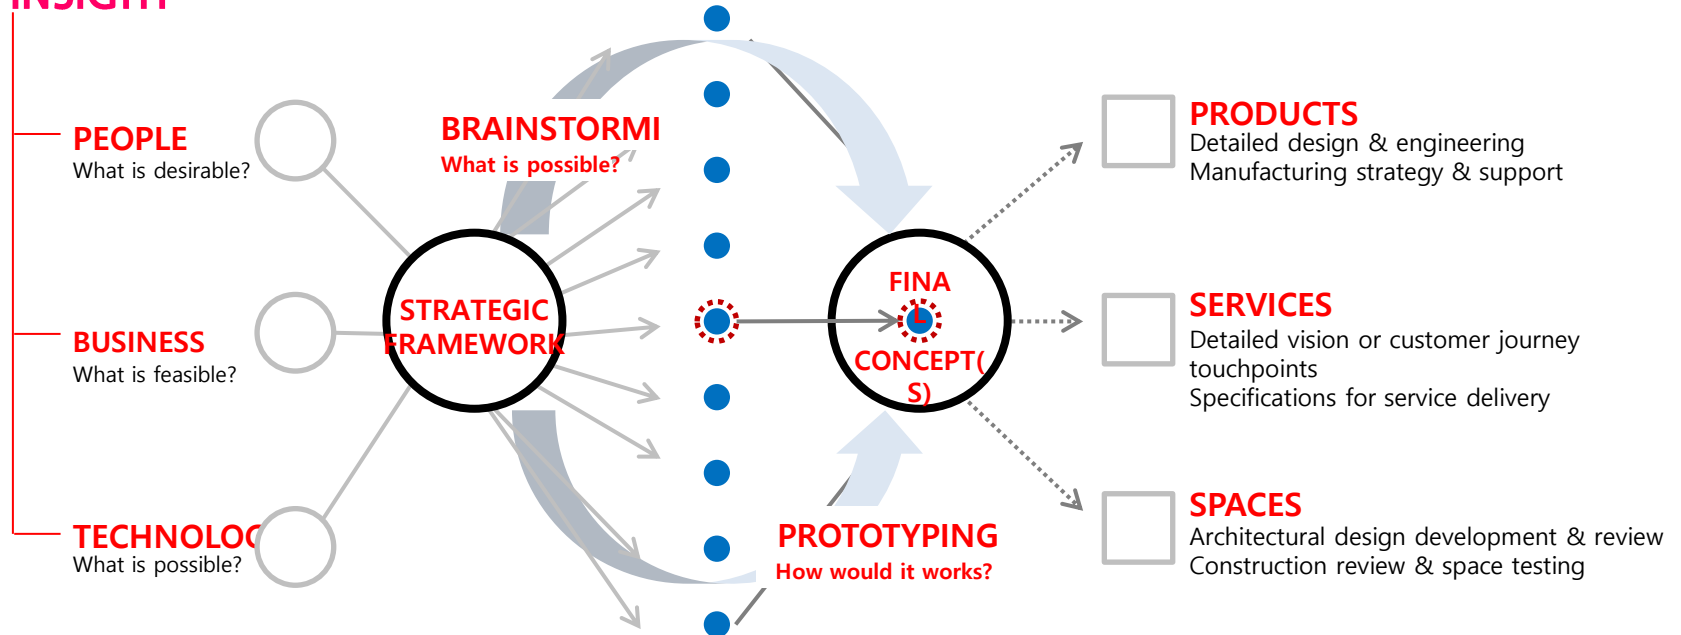 INSIGHT
PEOPLE
What is desirable?
BUSINESS
What is feasible?
TECHNOLOG
What is possible?
STRATEGIC
FRAMEWORK
BRAINSTORMI
What is possible?
FINA
L
CONCEPT(
S)
PROTOTYPING
How would it works?
PRODUCTS
Detailed design & engineering
Manufacturing strategy & support
SERVICES
Detailed vision or customer journey
touchpoints
Specifications for service delivery
SPACES
Architectural design development & review
Construction review & space testing